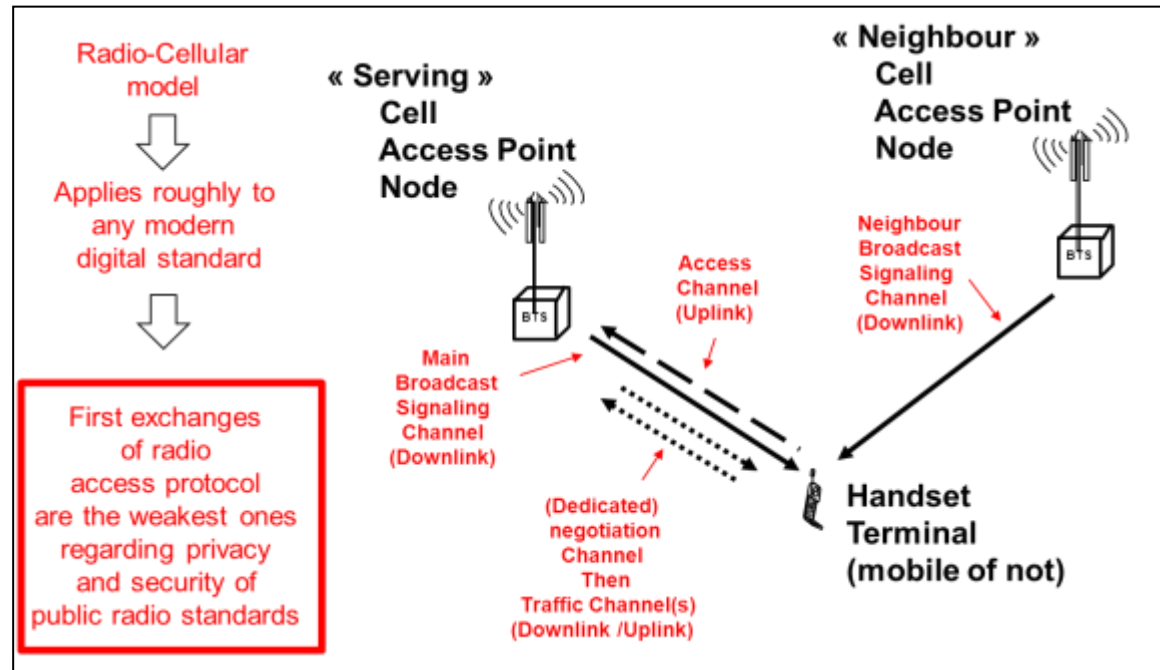 Radio-Cellular
model
Applies roughly to
any modern
digital standard
First exchanges
of radio
access protocol
are the weakest ones
regarding privacy
and security of
public radio standards
« Serving »
Cell
Access Point
Node
BTS
« Neighbour »
Cell
Access Point
Node
BTS
Neighbour
Broadcast
Signaling
Channel
(Downlink)
Access
Channel
(Uplink)
Main
Broadcast
Signaling
Channel
(Downlink)
(Dedicated)
negotiation
Channel
Then
Traffic Channel(s)
(Downlink /Uplink)
Handset
Terminal
(mobile of not)